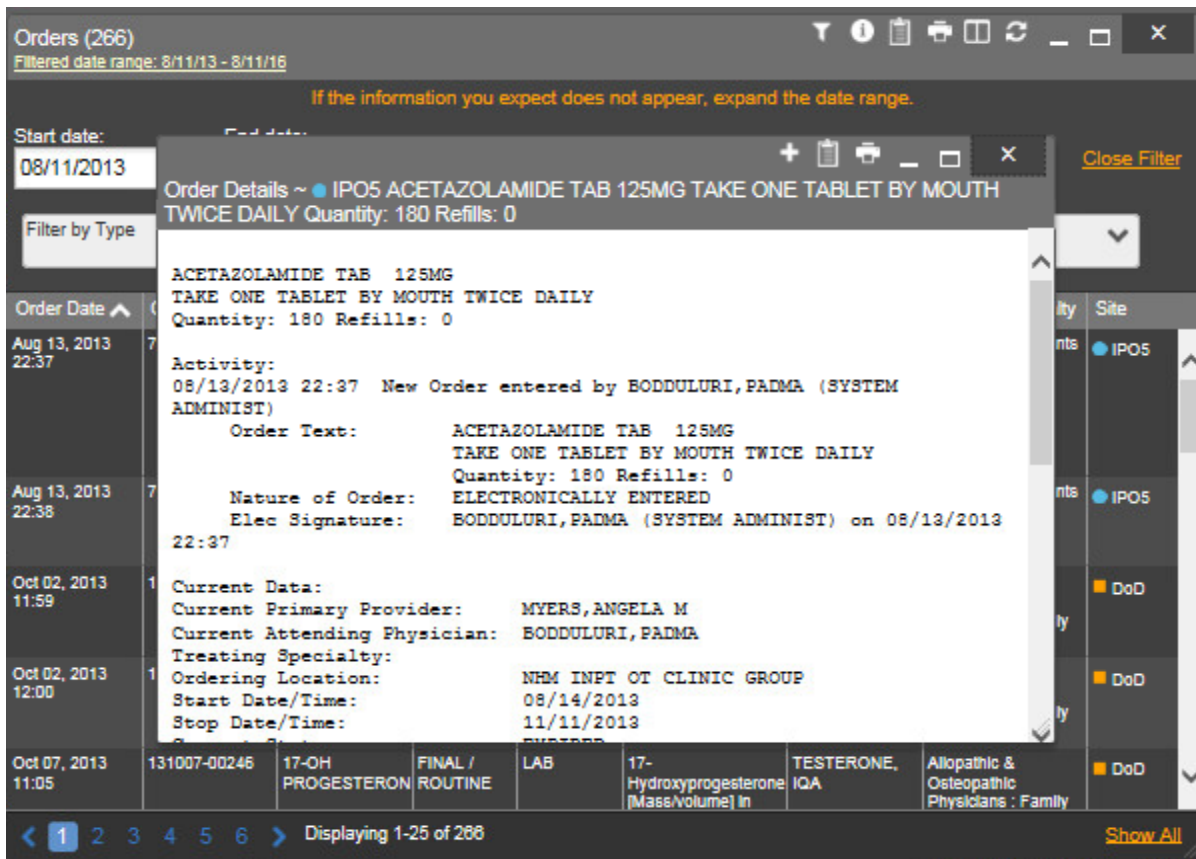 Orders (266)
Filtered date range: 8/11/13 - 8/11/16
If the information you expect does not appear, expand the date range.
Start date:
08/11/2013
Close Filter
Filter by Type
Order Details ~ IPO5 ACETAZOLAMIDE TAB 125MG TAKE ONE TABLET BY MOUTH
TWICE DAILY Quantity: 180 Refills: 0
ACETAZOLAMIDE TAB 125MG
TAKE ONE TABLET BY MOUTH TWICE DAILY
Quantity: 180 Refills: 0
Activity:
08/13/2013 22:37 New Order entered by BODDULURI,PADMA (SYSTEM
ADMINIST)
Order Text: ACETAZOLAMIDE TAB 125MG
TAKE ONE TABLET BY MOUTH TWICE DAILY
Quantity: 180 Refills: 0
Nature of Order: ELECTRONICALLY ENTERED
Elec Signature: BODDULURI,PADMA (SYSTEM ADMINIST) on 08/13/2013
22:37
Current Data:
Current Primary Provider: MYERS,ANGELA M
Current Attending Physician: BODDULURI,PADMA
Treating Specialty:
Ordering Location: NHM INPT OT CLINIC GROUP
Start Date/Time: 08/14/2013
Stop Date/Time: 11/11/2013
Order Date
Site
Aug 13, 2013
22:37
7
nts
IPO5
Aug 13, 2013
22:38
7
nts
IPO5
Oct 02, 2013
11:59
1
ly
DoD
Oct 02, 2013
12:00
1
ly
DoD
Oct 07, 2013
11:05
131007-00246
17-OH
PROGESTERON
FINAL /
ROUTINE
LAB
17-
Hydroxyprogesterone
[Mass/volume] in
TESTERONE,
IQA
Allopathic &
Osteopathic
Physicians : Family
DoD
1 2 3 4 5 6
Displaying 1-25 of 266
Show All